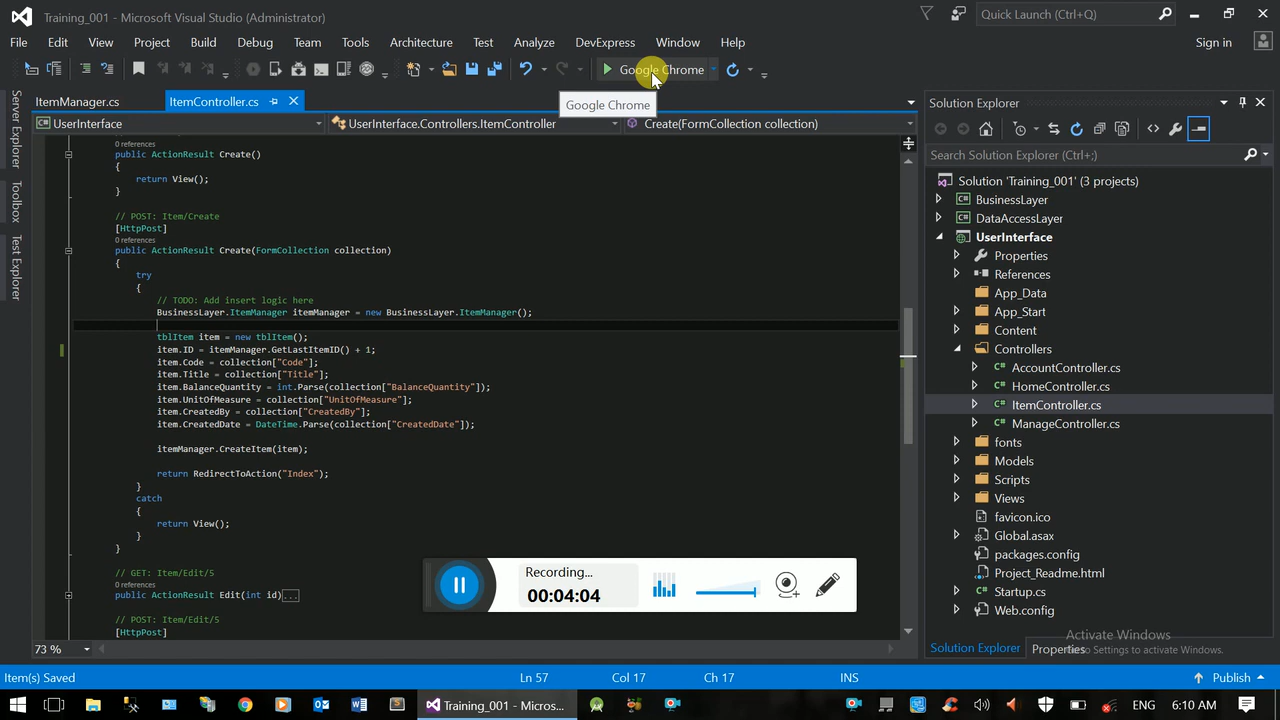 Training_001 - Microsoft Visual Studio (Administrator)
Quick Launch (Ctrl+Q)
File Edit View Project Build Debug Team Tools Architecture Test Analyze DevExpress Window Help
Sign in
Google Chrome
Google Chrome
ItemManager.cs
ItemController.cs
UserInterface
UserInterface.Controllers.ItemController
Create(FormCollection collection)
Server Explorer
Toolbox
Test Explorer
0 references
public ActionResult Create()
{
return View();
}
// POST: Item/Create
[HttpPost]
0 references
public ActionResult Create(FormCollection collection)
{
try
{
// TODO: Add insert logic here
BusinessLayer.ItemManager itemManager = new BusinessLayer.ItemManager();
tblItem item = new tblItem();
item.ID = itemManager.GetLastItemID() + 1;
item.Code = collection["Code"];
item.Title = collection["Title"];
item.BalanceQuantity = int.Parse(collection["BalanceQuantity"]);
item.UnitOfMeasure = collection["UnitOfMeasure"];
item.CreatedBy = collection["CreatedBy"];
item.CreatedDate = DateTime.Parse(collection["CreatedDate"]);
itemManager.CreateItem(item);
return RedirectToAction("Index");
}
catch
{
return View();
}
}
// GET: Item/Edit/5
0 references
public ActionResult Edit(int id)...
// POST: Item/Edit/5
[HttpPost]
73 %
Recording...
00:04:04
Solution Explorer
Search Solution Explorer (Ctrl+;)
Solution 'Training_001' (3 projects)
BusinessLayer
DataAccessLayer
UserInterface
Properties
References
App_Data
App_Start
Content
Controllers
AccountController.cs
HomeController.cs
ItemController.cs
ManageController.cs
fonts
Models
Scripts
Views
favicon.ico
Global.asax
packages.config
Project_Readme.html
Startup.cs
Web.config
Activate Windows
Solution Explorer
Properties
to Settings to activate Windows.
Item(s) Saved
Ln 57
Col 17
Ch 17
INS
Publish
Training_001 - Micros...
ENG
6:10 AM